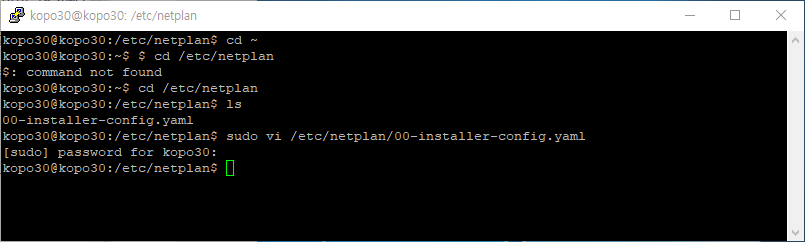 kopo30@kopo30: /etc/netplan
kopo30@kopo30:/etc/netplan$ cd ~
kopo30@kopo30:~$ $ cd /etc/netplan
$: command not found
kopo30@kopo30:~$ cd /etc/netplan
kopo30@kopo30:/etc/netplan$ ls
00-installer-config.yaml
kopo30@kopo30:/etc/netplan$ sudo vi /etc/netplan/00-installer-config.yaml
[sudo] password for kopo30:
kopo30@kopo30:/etc/netplan$